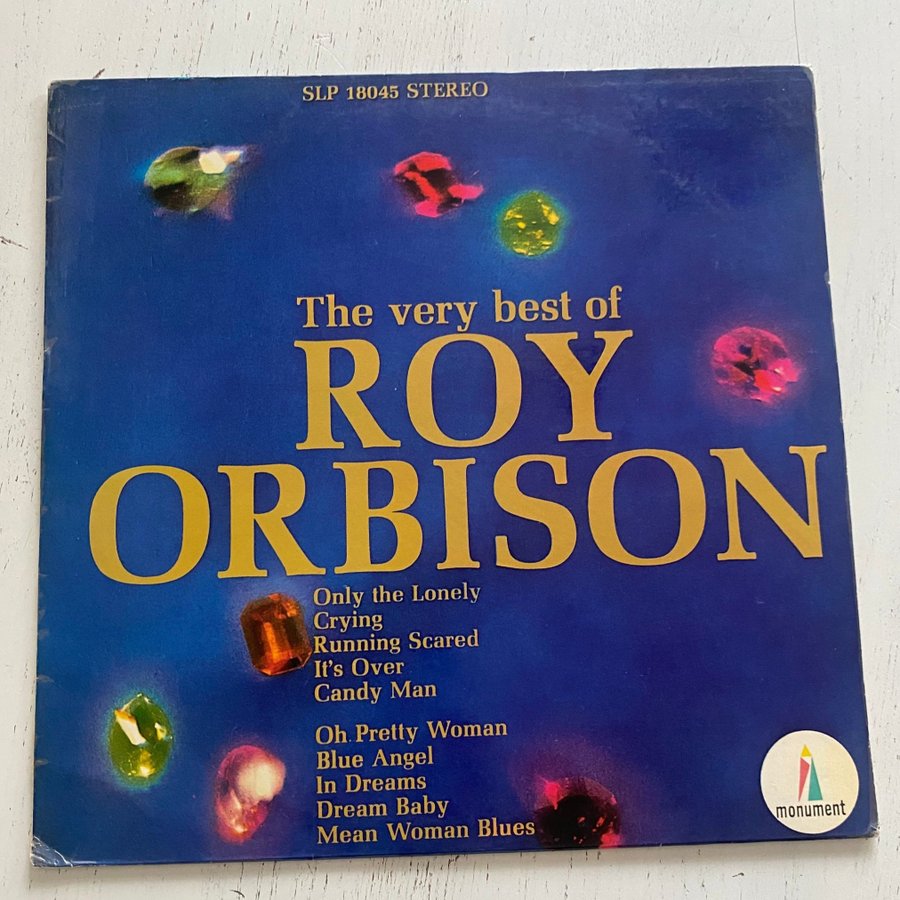 SLP 18045 STEREO
The very best of
ROY
ORBISON
Only the Lonely
Crying
Running Scared
It's Over
Candy Man
Oh Pretty Woman
Blue Angel
In Dreams
Dream Baby
Mean Woman Blues
monument